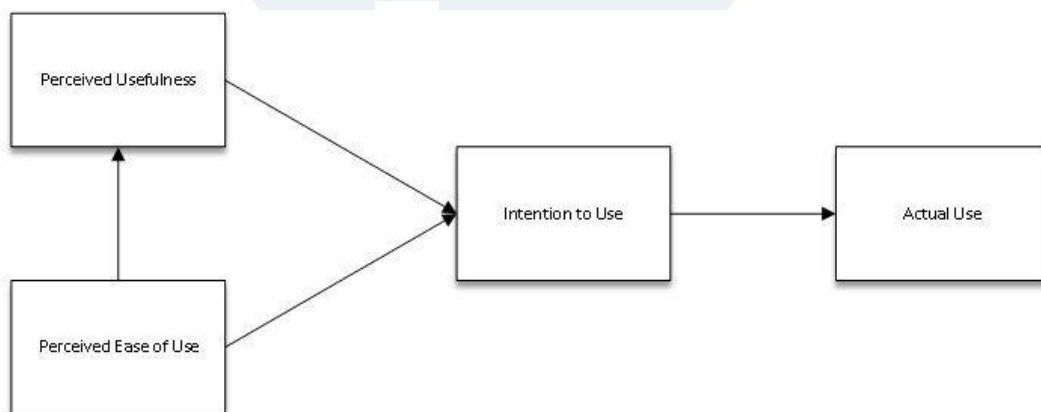 Perceived Usefulness
Intention to Use
Actual Use
Perceived Ease of Use